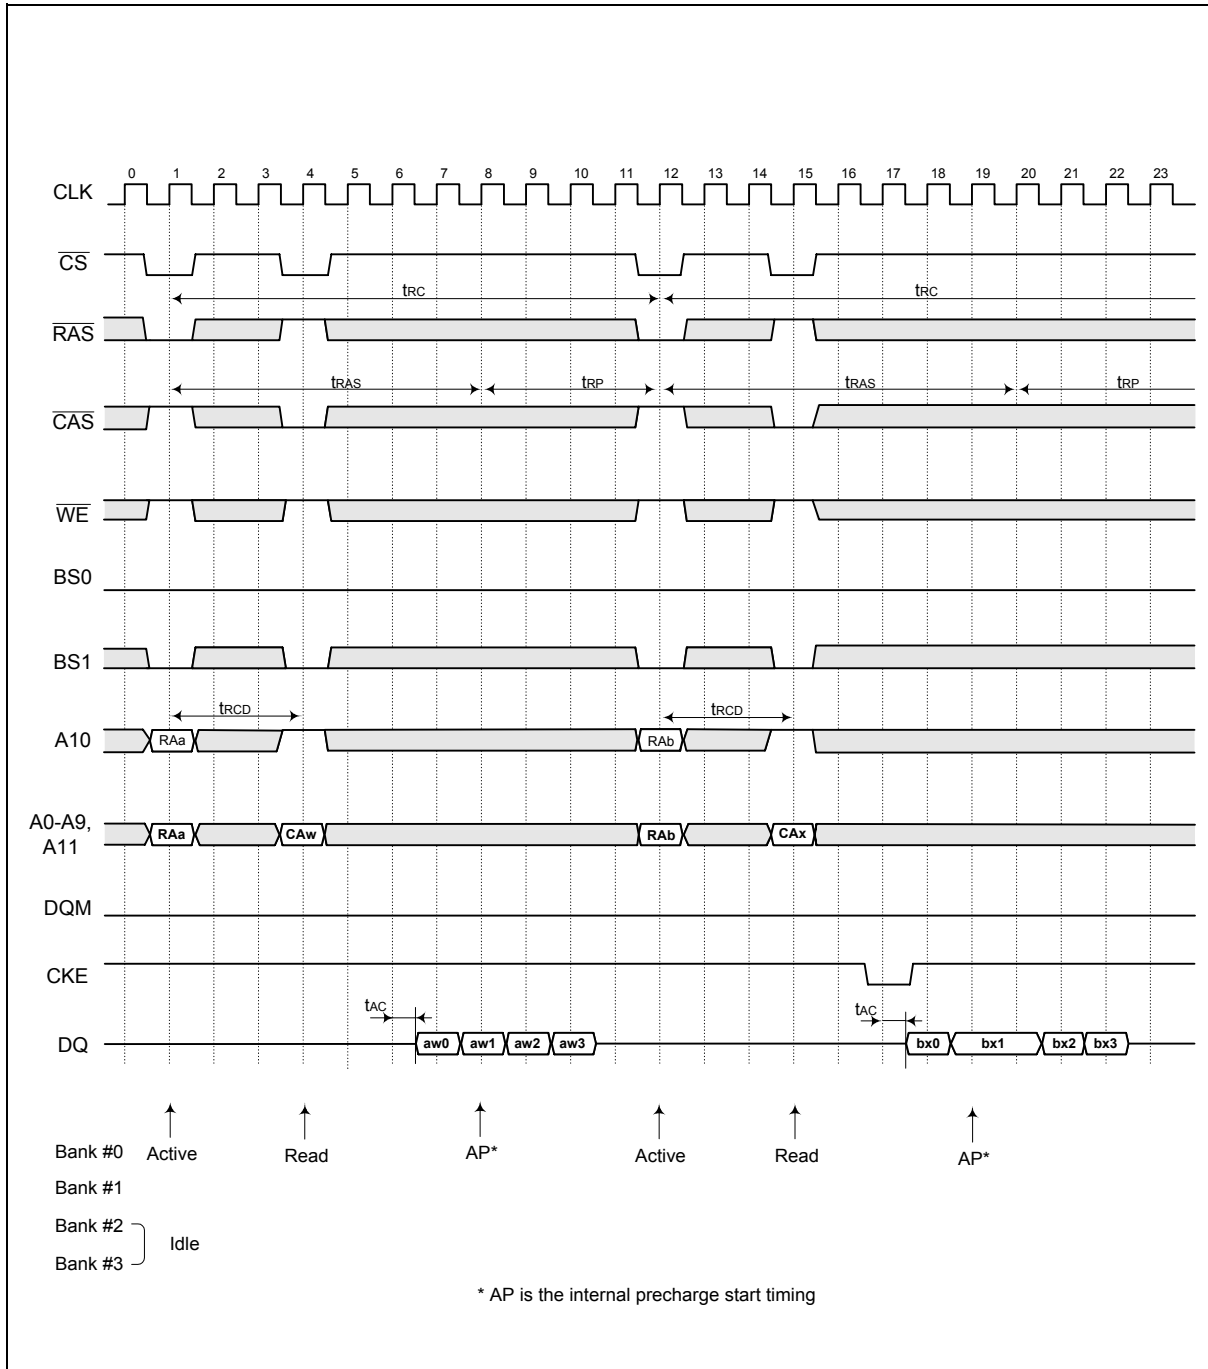 0 1 2 3 4 5 6 7 8 9 10 11 12 13 14 15 16 17 18 19 20 21 22 23
CLK
CS
tRC tRC
RAS
tRAS tRP tRAS tRP
CAS
WE
BS0
BS1
tRCD tRCD
A10 RAa RAb
A0-A9,
A11 RAa CAw RAb CAx
DQM
CKE
tAC tAC
DQ aw0 aw1 aw2 aw3 bx0 bx1 bx2 bx3
Bank #0 Active Read AP* Active Read AP*
Bank #1
Bank #2
Idle
Bank #3
* AP is the internal precharge start timing